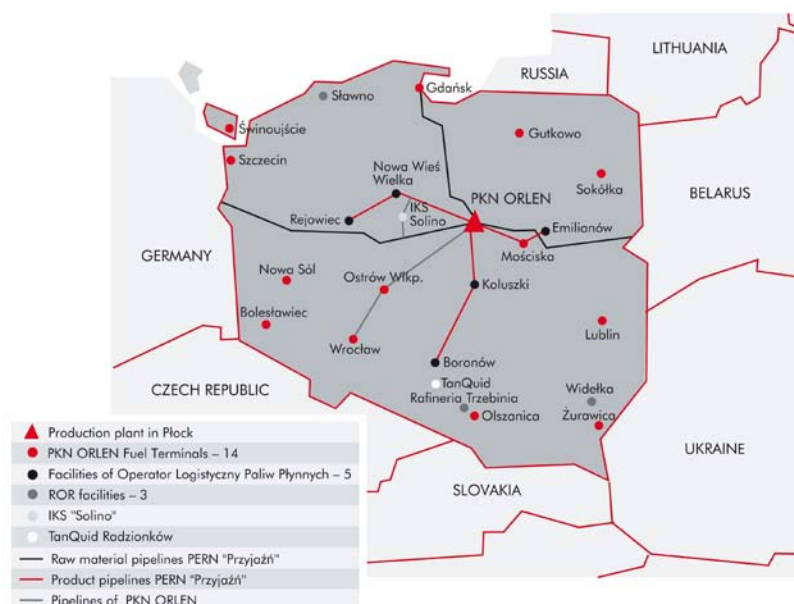 LITHUANIA
RUSSIA
Gdańsk
Sławno
Świnoujście
Gutkowo
Szczecin
Nowa Wieś
Wielka
Sokółka
PKN ORLEN
BELARUS
IKS
Solino
Rejowiec
Emilianów
Mościska
GERMANY
Nowa Sól
Ostrów Wlkp.
Koluszki
Bolesławiec
Lublin
Wrocław
Boronów
CZECH REPUBLIC
TanQuid
Rafineria Trzebinia
Widełka
Olszanica
Żurawica
UKRAINE
SLOVAKIA
Production plant in Płock
PKN ORLEN Fuel Terminals – 14
Facilities of Operator Logistyczny Paliw Płynnych – 5
ROR facilities – 3
IKS "Solino"
TanQuid Radzionków
Raw material pipelines PERN "Przyjaźń"
Product pipelines PERN "Przyjaźń"
Pipelines of PKN ORLEN